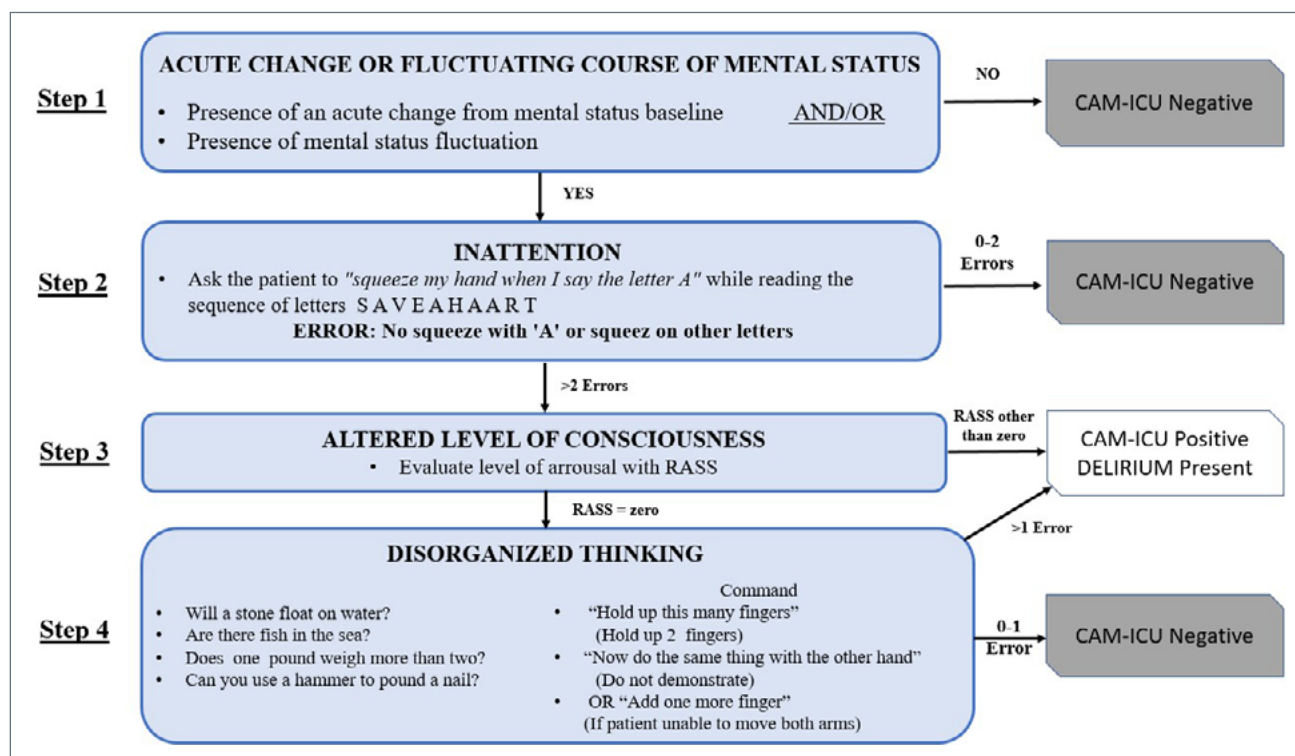 ACUTE CHANGE OR FLUCTUATING COURSE OF MENTAL STATUS
Step 1
• Presence of an acute change from mental status baseline AND/OR
• Presence of mental status fluctuation
NO
CAM-ICU Negative
YES
INATTENTION
Step 2
• Ask the patient to "squeeze my hand when I say the letter A" while reading the
sequence of letters S A V E A H A A R T
ERROR: No squeeze with 'A' or squeez on other letters
0-2
Errors
CAM-ICU Negative
>2 Errors
ALTERED LEVEL OF CONSCIOUSNESS
Step 3
• Evaluate level of arrousal with RASS
RASS other
than zero
CAM-ICU Positive
DELIRIUM Present
RASS = zero
>1 Error
DISORGANIZED THINKING
Step 4
• Will a stone float on water?
• Are there fish in the sea?
• Does one pound weigh more than two?
• Can you use a hammer to pound a nail?
Command
• “Hold up this many fingers”
(Hold up 2 fingers)
• “Now do the same thing with the other hand”
(Do not demonstrate)
• OR “Add one more finger”
(If patient unable to move both arms)
0-1
Error
CAM-ICU Negative